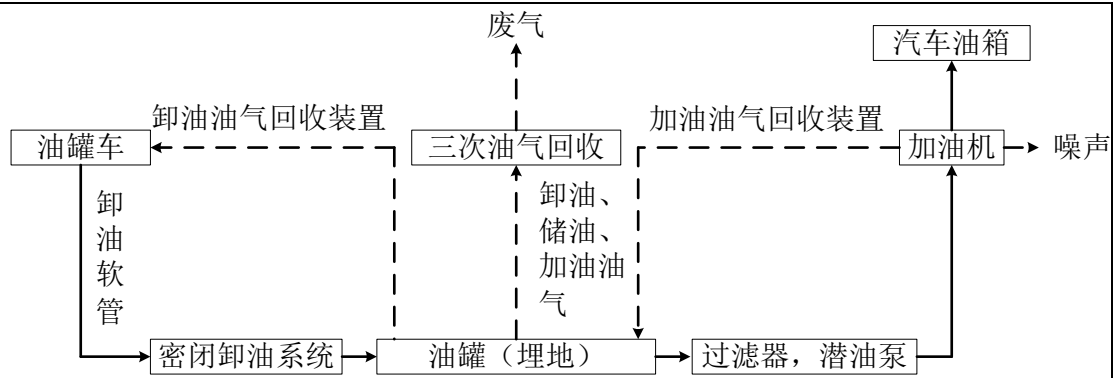 废气
汽车油箱
卸油油气回收装置
加油油气回收装置
油罐车
三次油气回收
加油机
噪声
卸
油
软
管
卸油、
储油、
加油油
气
密闭卸油系统
油罐（埋地）
过滤器，潜油泵